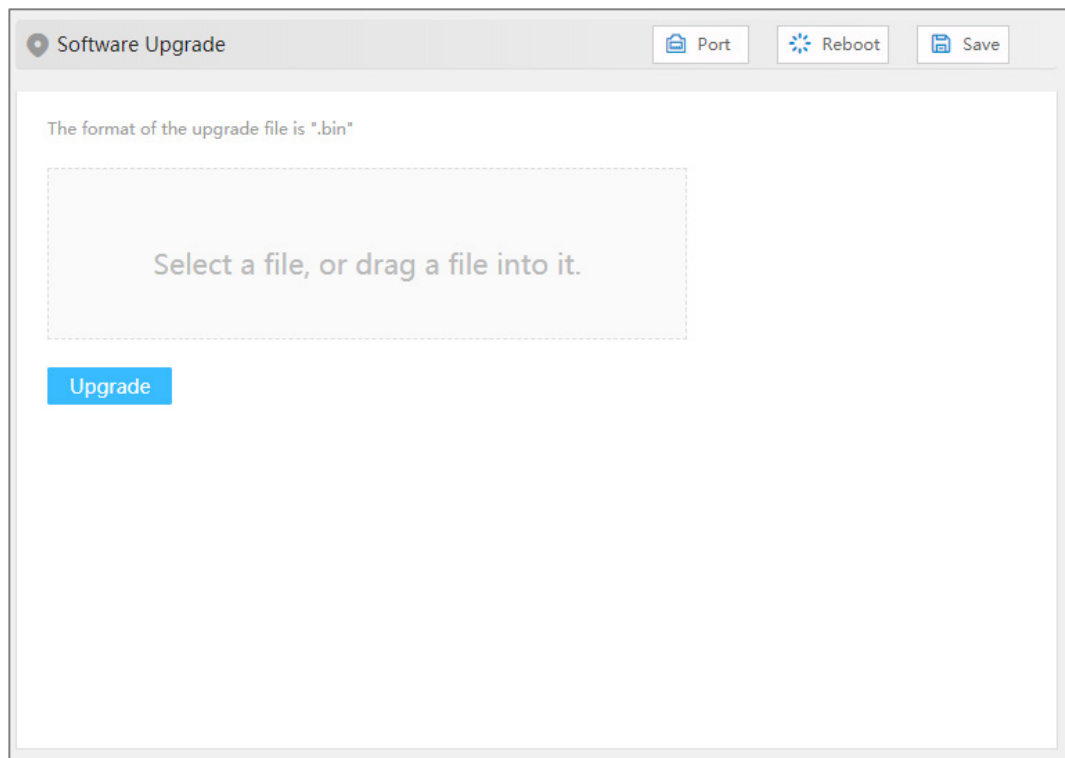 Software Upgrade Port Reboot Save
The format of the upgrade file is ".bin"
Select a file, or drag a file into it.
Upgrade